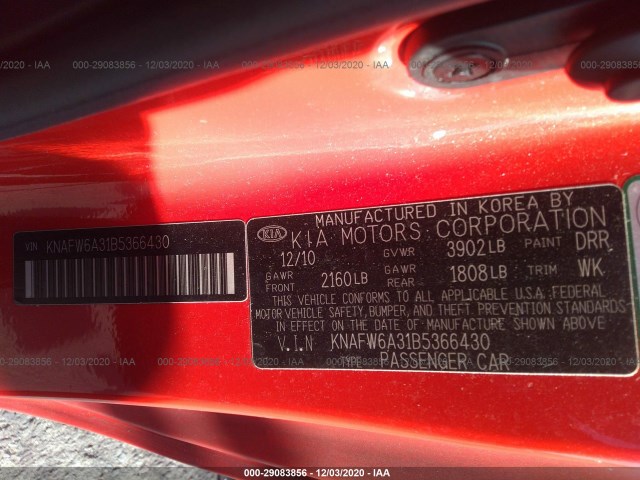 000-29083856 - 12/03/2020 - IAA
000-29083856 - 12/03/2020 - IAA
000-29083856 - 12/03/2020 - IAA
VIN KNAFW6A31B5366430
MANUFACTURED IN KOREA BY
KIA KIA MOTORS CORPORATION
12/10 GVWR 3902LB PAINT DRR
GAWR FRONT 2160LB GAWR REAR 1808LB TRIM WK
THIS VEHICLE CONFORMS TO ALL APPLICABLE U.S.A. FEDERAL
MOTOR VEHICLE SAFETY, BUMPER, AND THEFT PREVENTION STANDARDS
IN EFFECT ON THE DATE OF MANUFACTURE SHOWN ABOVE
V.I.N KNAFW6A31B5366430
TYPE PASSENGER CAR
000-29083856 - 12/03/2020 - IAA
000-29083856 - 12/03/2020 - IAA
000-29083856 - 12/03/2020 - IAA
000-29083856 - 12/03/2020 - IAA